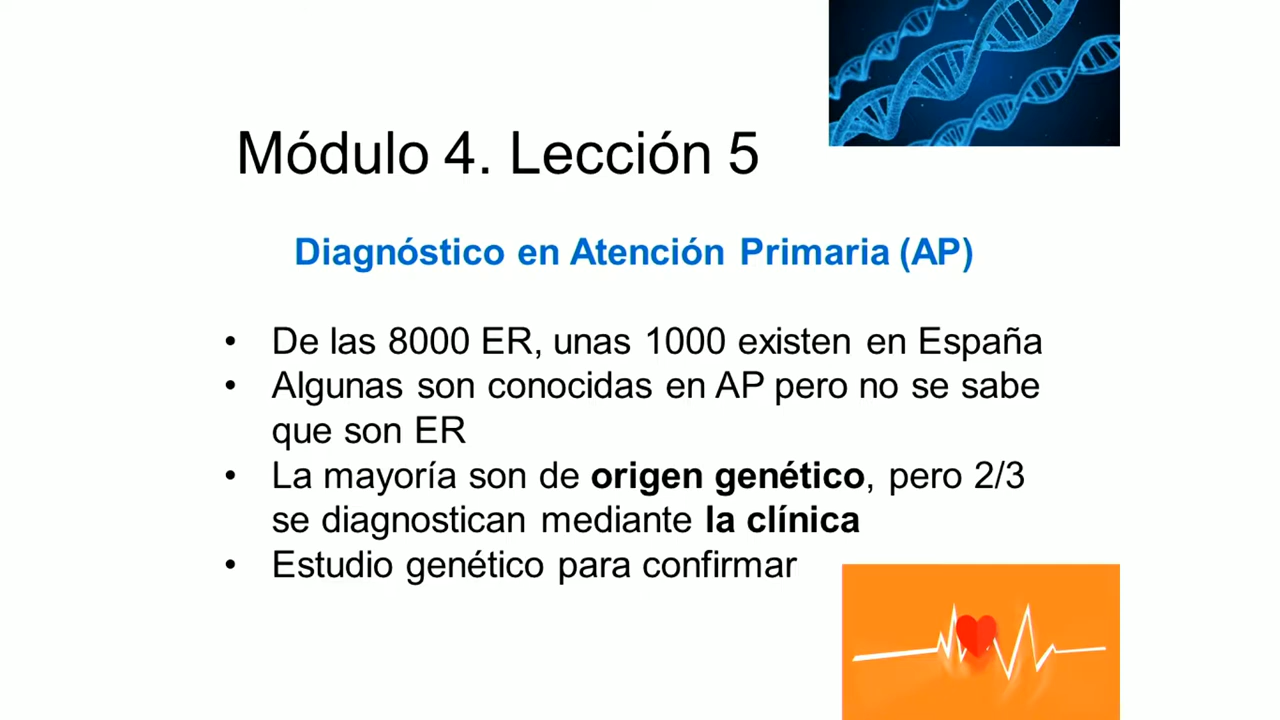 Módulo 4. Lección 5
Diagnóstico en Atención Primaria (AP)
• De las 8000 ER, unas 1000 existen en España
• Algunas son conocidas en AP pero no se sabe
que son ER
• La mayoría son de origen genético, pero 2/3
se diagnostican mediante la clínica
• Estudio genético para confirmar